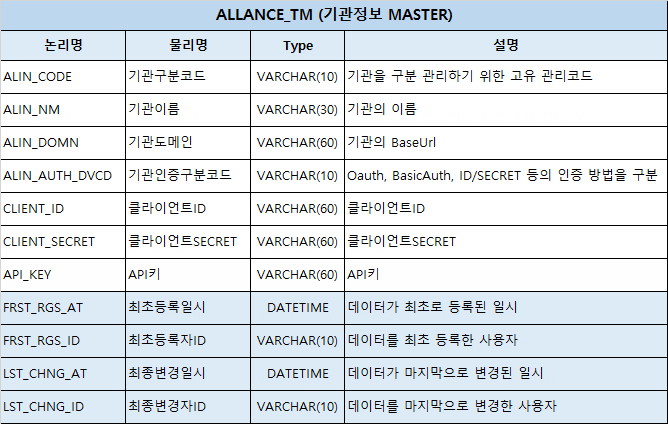 ALLANCE_TM (기관정보 MASTER)
논리명 물리명 Type 설명
ALIN_CODE 기관구분코드 VARCHAR(10) 기관을 구분 관리하기 위한 고유 관리코드
ALIN_NM 기관이름 VARCHAR(30) 기관의 이름
ALIN_DOMN 기관도메인 VARCHAR(60) 기관의 BaseUrl
ALIN_AUTH_DVCD 기관인증구분코드 VARCHAR(10) Oauth, BasicAuth, ID/SECRET 등의 인증 방법을 구분
CLIENT_ID 클라이언트ID VARCHAR(60) 클라이언트ID
CLIENT_SECRET 클라이언트SECRET VARCHAR(60) 클라이언트SECRET
API_KEY API키 VARCHAR(60) API키
FRST_RGS_AT 최초등록일시 DATETIME 데이터가 최초로 등록된 일시
FRST_RGS_ID 최초등록자ID VARCHAR(10) 데이터를 최초 등록한 사용자
LST_CHNG_AT 최종변경일시 DATETIME 데이터가 마지막으로 변경된 일시
LST_CHNG_ID 최종변경자ID VARCHAR(10) 데이터를 마지막으로 변경한 사용자